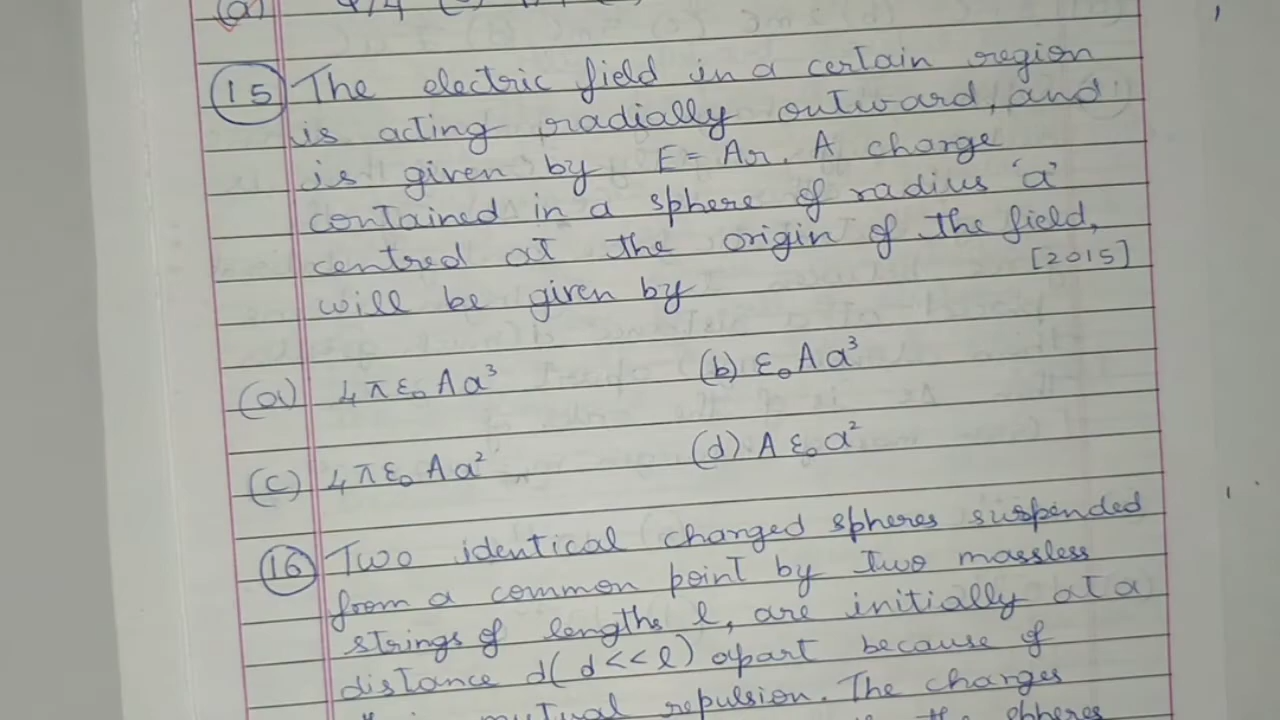 (a)
15 The electric field in a certain region
is acting radially outward, and
is given by E = Ar. A charge
contained in a sphere of radius 'a'
centred at the origin of the field,
will be given by [2015]
(a) 4πε₀Aa³ (b) ε₀Aa³
(c) 4πε₀Aa² (d) Aε₀a²
16 Two identical charged spheres suspended
from a common point by two massless
strings of lengths l, are initially at a
distance d(d<<l) apart because of
mutual repulsion. The charges
spheres